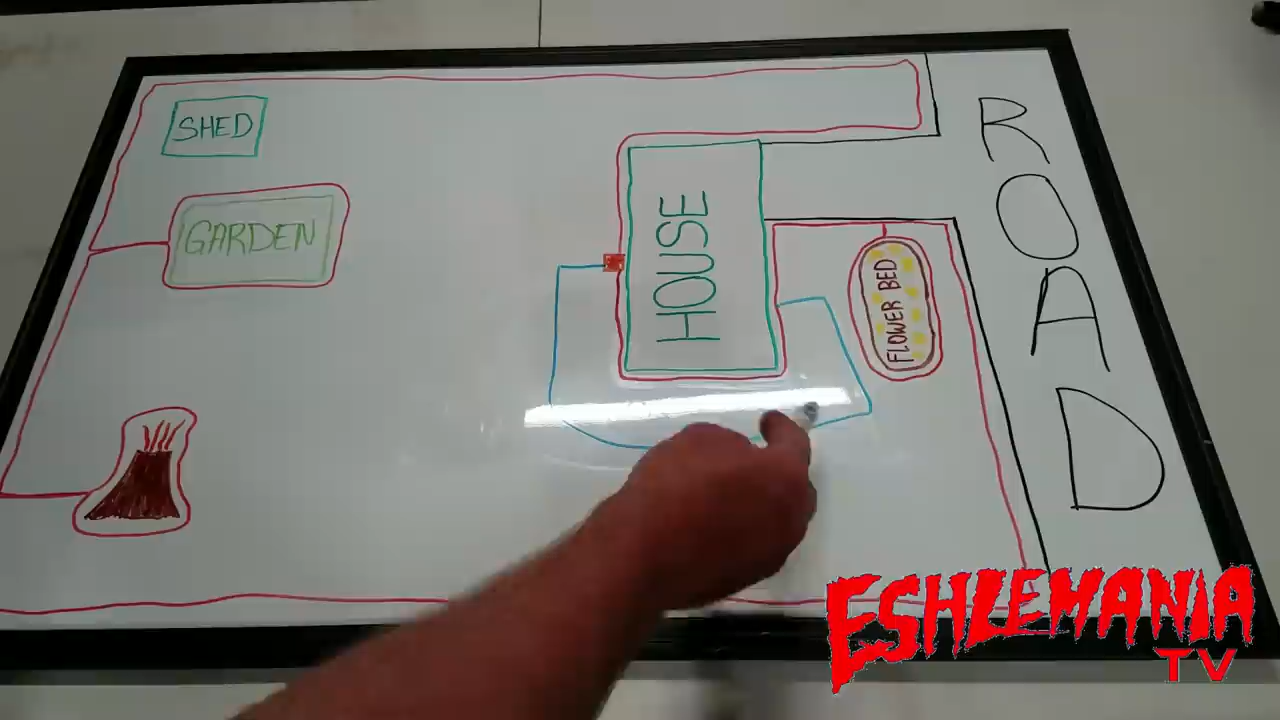 SHED
GARDEN
HOUSE
FLOWER BED
ROAD
ESHLEMANIA
TV